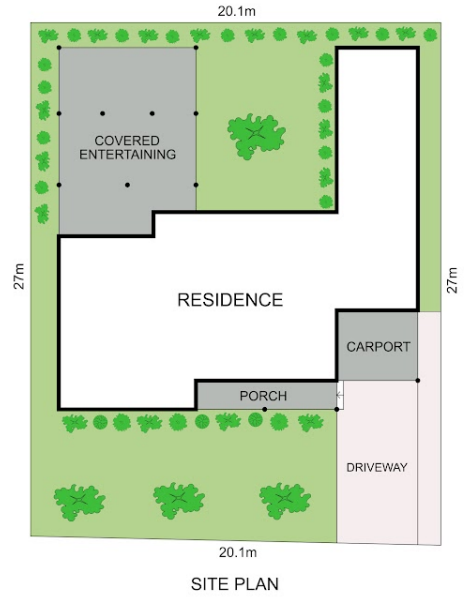 20.1m
COVERED
ENTERTAINING
27m
27m
RESIDENCE
CARPORT
PORCH
DRIVEWAY
20.1m
SITE PLAN